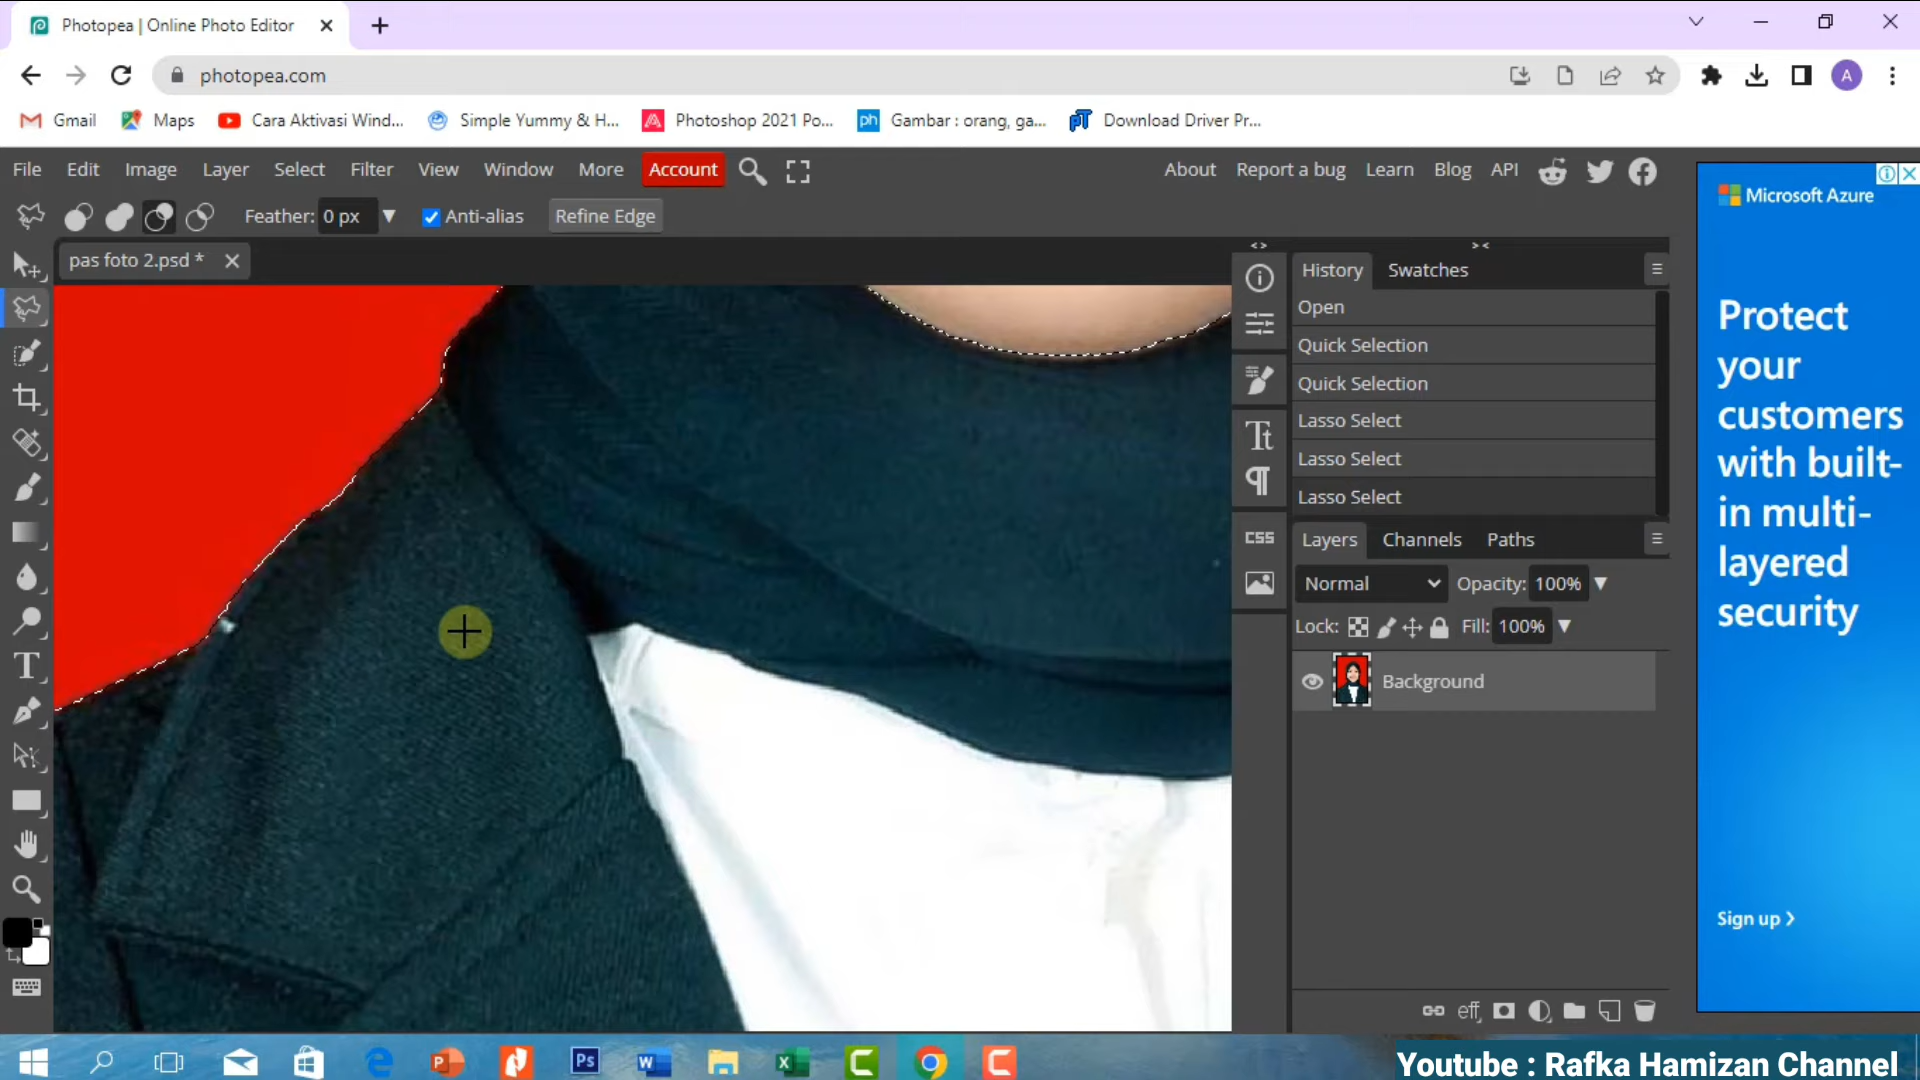 Photopea | Online Photo Editor
photopea.com
A
Gmail
Maps
Cara Aktivasi Wind...
Simple Yummy & H...
Photoshop 2021 Po...
ph
Gambar : orang, ga...
Download Driver Pr...
File
Edit
Image
Layer
Select
Filter
View
Window
More
Account
About
Report a bug
Learn
Blog
API
Feather: 0 px
Anti-alias
Refine Edge
pas foto 2.psd *
History
Swatches
Open
Quick Selection
Quick Selection
Lasso Select
Lasso Select
Lasso Select
CSS
Layers
Channels
Paths
Normal
Opacity: 100%
Lock:
Fill: 100%
Background
eff
Microsoft Azure
Protect
your
customers
with built-
in multi-
layered
security
Sign up
Ps
Youtube : Rafka Hamizan Channel